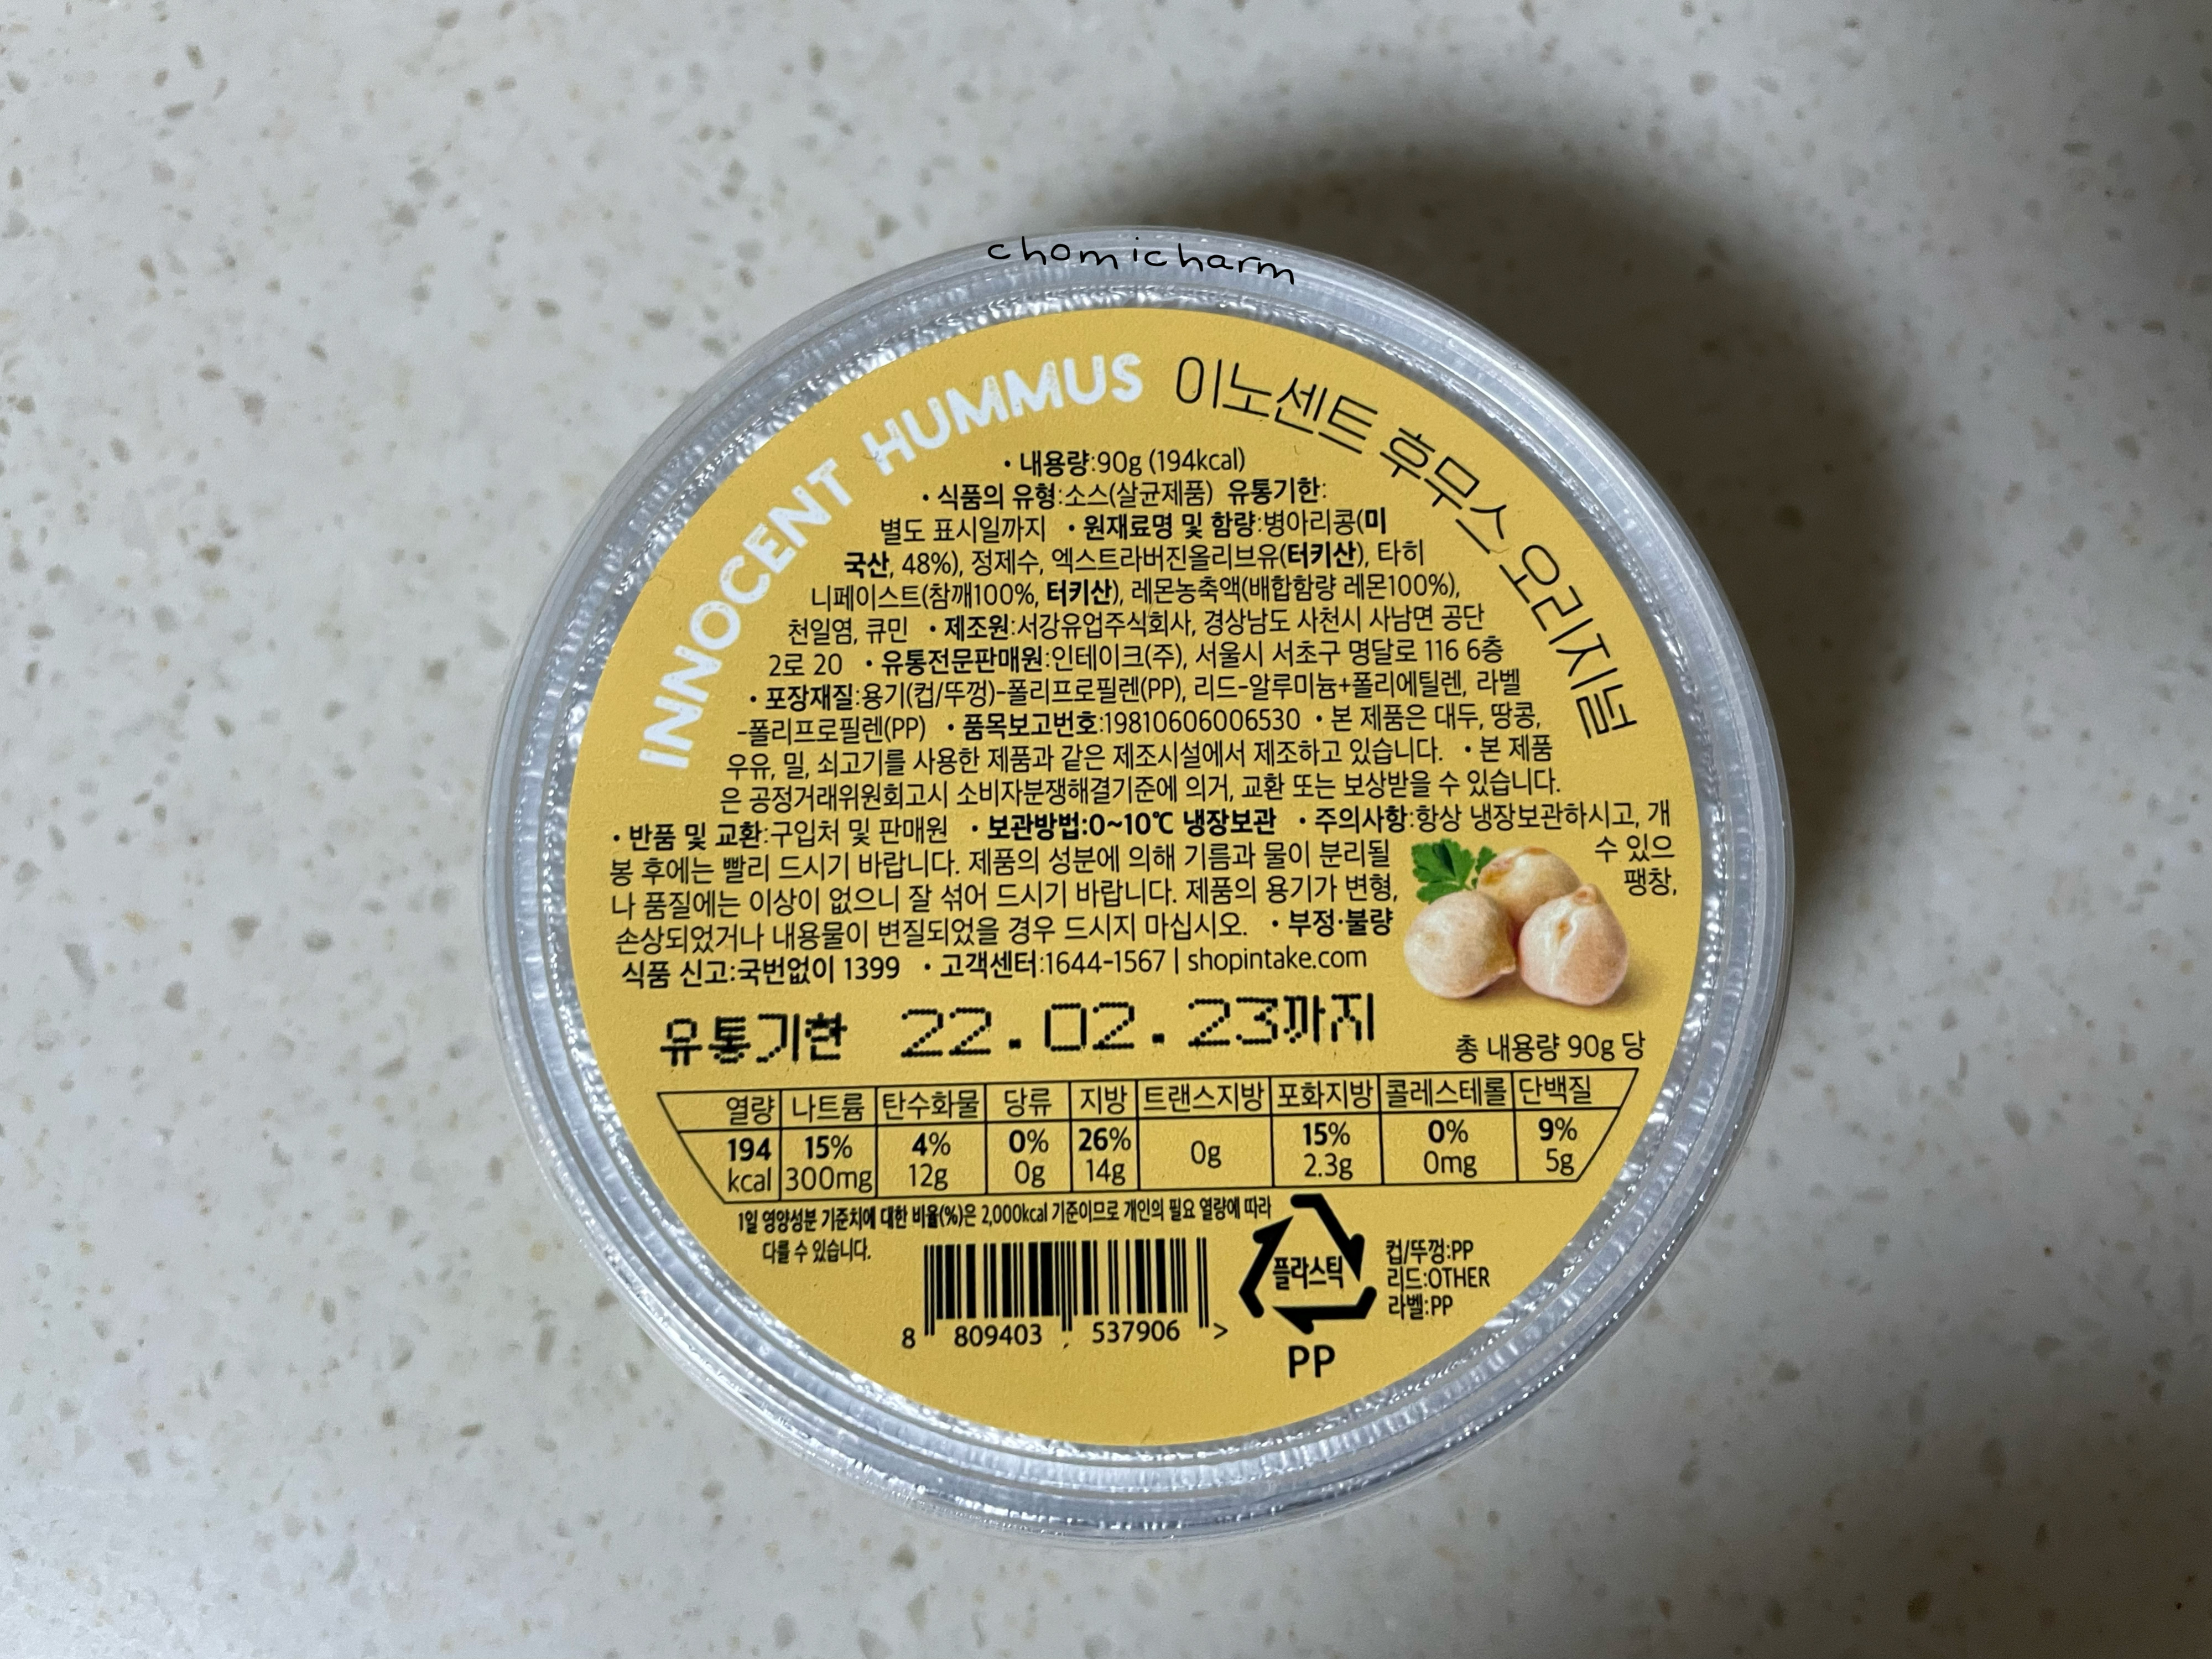 chomicharm
INNOCENT HUMMUS 이노센트 후무스 오리지널
• 내용량:90g (194kcal)
• 식품의 유형:소스(살균제품) 유통기한:
별도 표시일까지 • 원재료명 및 함량:병아리콩(미
국산, 48%), 정제수, 엑스트라버진올리브유(터키산), 타히
니페이스트(참깨100%, 터키산), 레몬농축액(배합함량 레몬100%),
천일염, 큐민 • 제조원:서강유업주식회사, 경상남도 사천시 사남면 공단
2로 20 • 유통전문판매원:인테이크(주), 서울시 서초구 명달로 116 6층
• 포장재질:용기(컵/뚜껑)-폴리프로필렌(PP), 리드-알루미늄+폴리에틸렌, 라벨
-폴리프로필렌(PP) • 품목보고번호:19810606006530 • 본 제품은 대두, 땅콩,
우유, 밀, 쇠고기를 사용한 제품과 같은 제조시설에서 제조하고 있습니다. • 본 제품
은 공정거래위원회고시 소비자분쟁해결기준에 의거, 교환 또는 보상받을 수 있습니다.
• 반품 및 교환:구입처 및 판매원 • 보관방법:0~10℃ 냉장보관 • 주의사항:항상 냉장보관하시고, 개
봉 후에는 빨리 드시기 바랍니다. 제품의 성분에 의해 기름과 물이 분리될 수 있으
나 품질에는 이상이 없으니 잘 섞어 드시기 바랍니다. 제품의 용기가 변형, 팽창,
손상되었거나 내용물이 변질되었을 경우 드시지 마십시오. • 부정·불량
식품 신고:국번없이 1399 • 고객센터:1644-1567 | shopintake.com
유통기한 22.02.23까지
총 내용량 90g 당
열량 나트륨 탄수화물 당류 지방 트랜스지방 포화지방 콜레스테롤 단백질
194 15% 4% 0% 26% 0g 15% 0% 9%
kcal 300mg 12g 0g 14g 2.3g 0mg 5g
1일 영양성분 기준치에 대한 비율(%)은 2,000kcal 기준이므로 개인의 필요 열량에 따라
다를 수 있습니다.
플라스틱
PP
컵/뚜껑:PP
리드:OTHER
라벨:PP
8 809403 537906 >